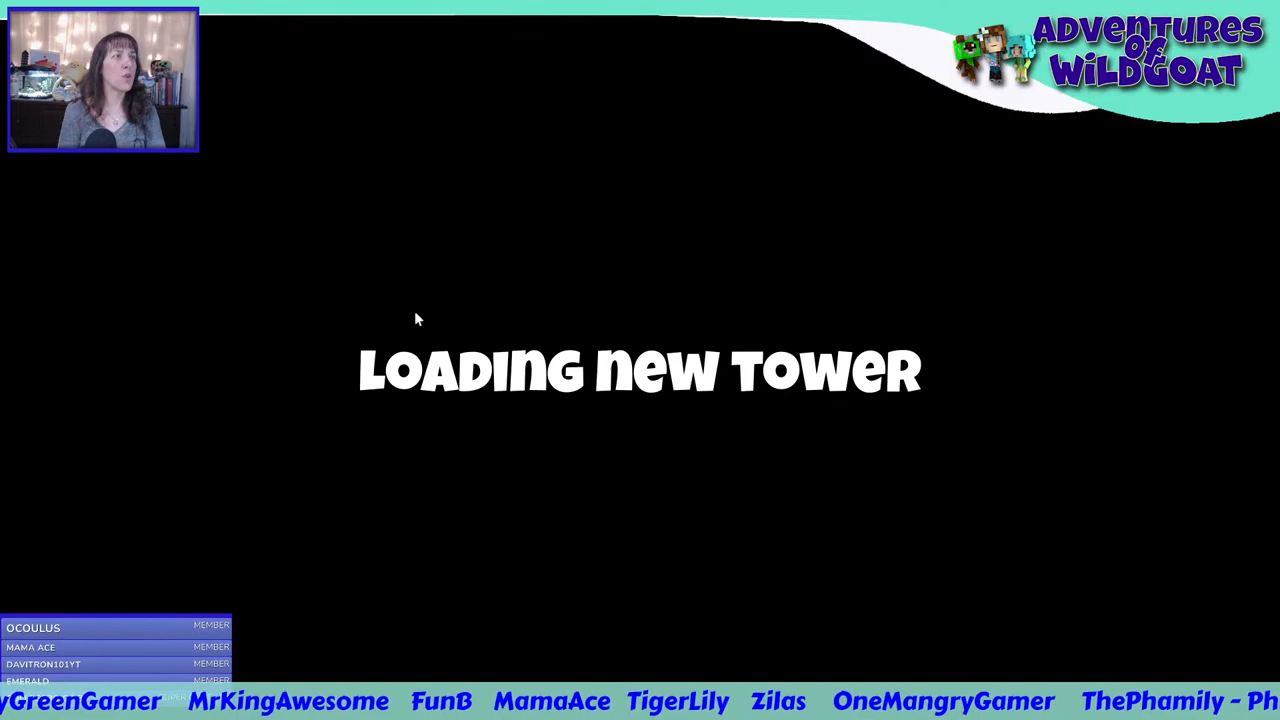 ADVENTURES
OF
WILDGOAT
LOADING NEW TOWER
OCOULUS MEMBER
MAMA ACE MEMBER
DAVITRON101YT MEMBER
EMERALD MEMBER
yGreenGamer MrKingAwesome FunB MamaAce TigerLily Zilas OneMangryGamer ThePhamily - Ph